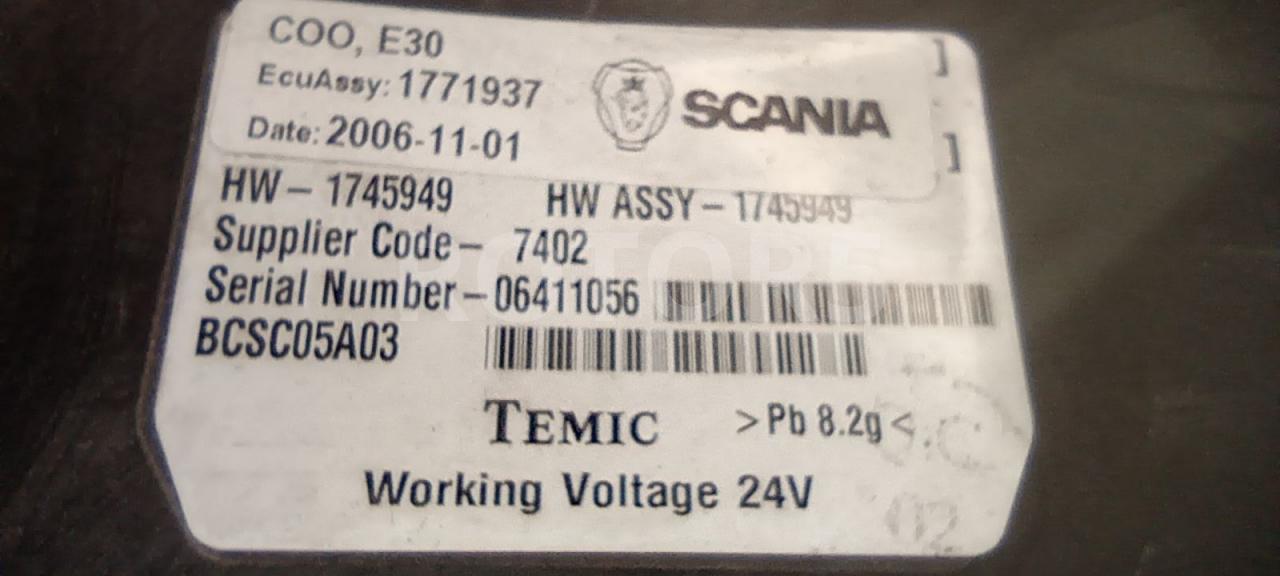 COO, E30
EcuAssy: 1771937
SCANIA
Date: 2006-11-01
HW– 1745949 HW ASSY– 1745949
Supplier Code– 7402
Serial Number–06411056
BCSC05A03
TEMIC >Pb 8.2g<
Working Voltage 24V